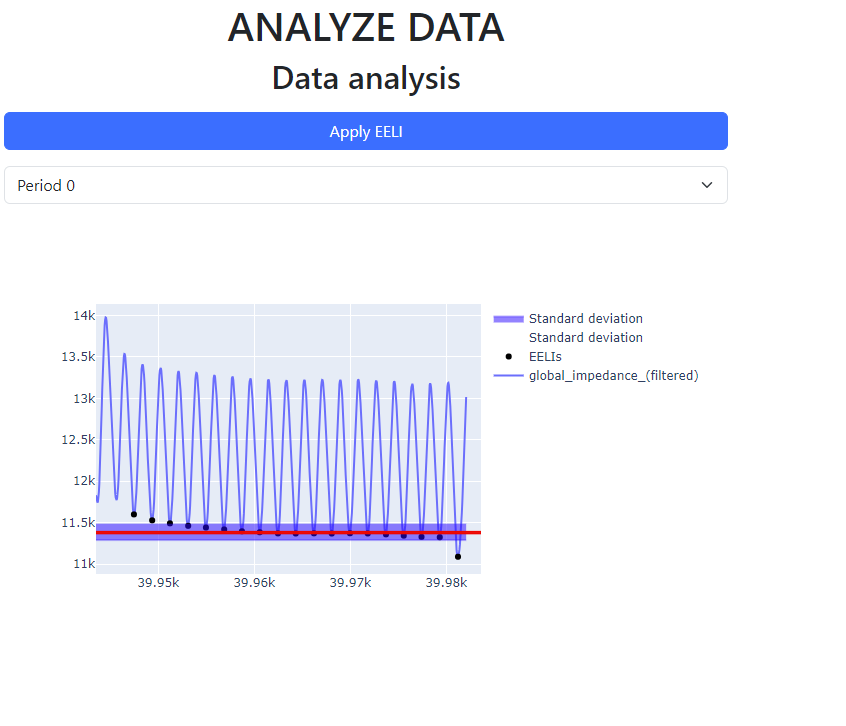 ANALYZE DATA
Data analysis
Apply EELI
Period 0
14k
13.5k
13k
12.5k
12k
11.5k
11k
39.95k
39.96k
39.97k
39.98k
Standard deviation
Standard deviation
EELIs
global_impedance_(filtered)